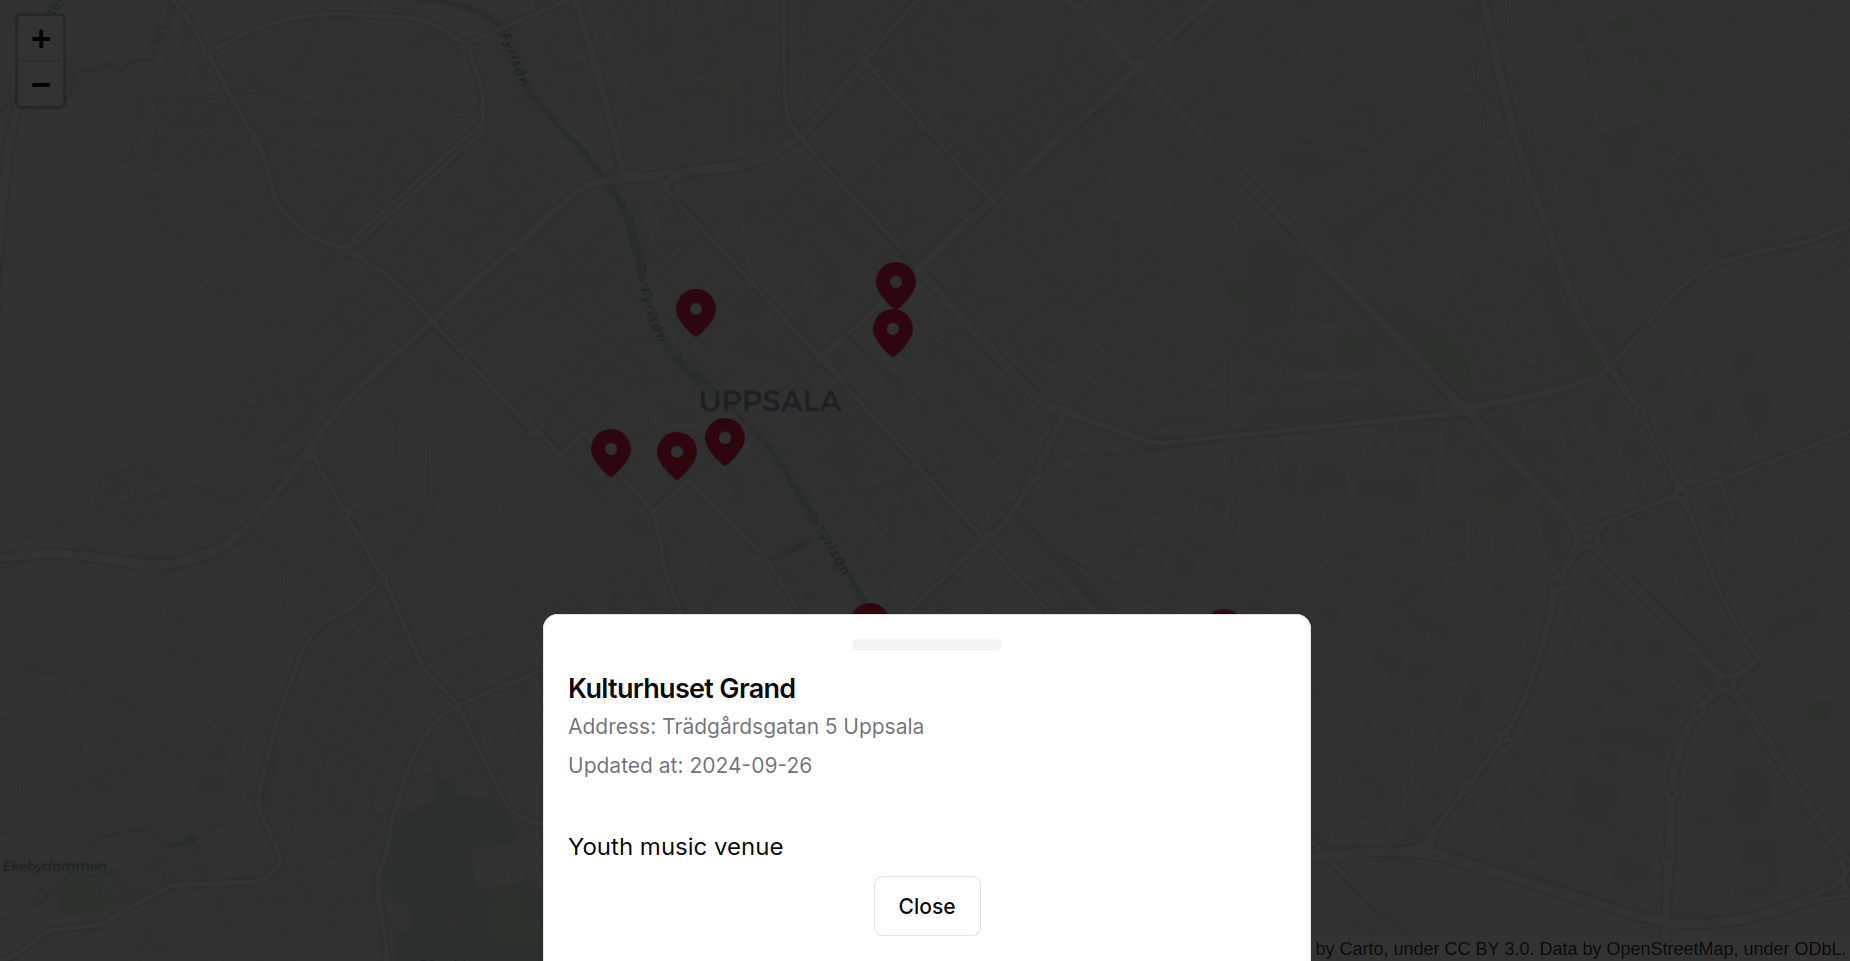 +
−
Fyrisån
Fyrisån
UPPSALA
Fyrisån
Kulturhuset Grand
Address: Trädgårdsgatan 5 Uppsala
Updated at: 2024-09-26
Youth music venue
Close
Ekebydammen
by Carto, under CC BY 3.0. Data by OpenStreetMap, under ODbL.